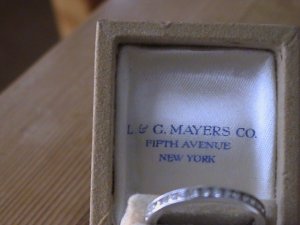 L & C. MAYERS CO.
FIFTH AVENUE
NEW YORK